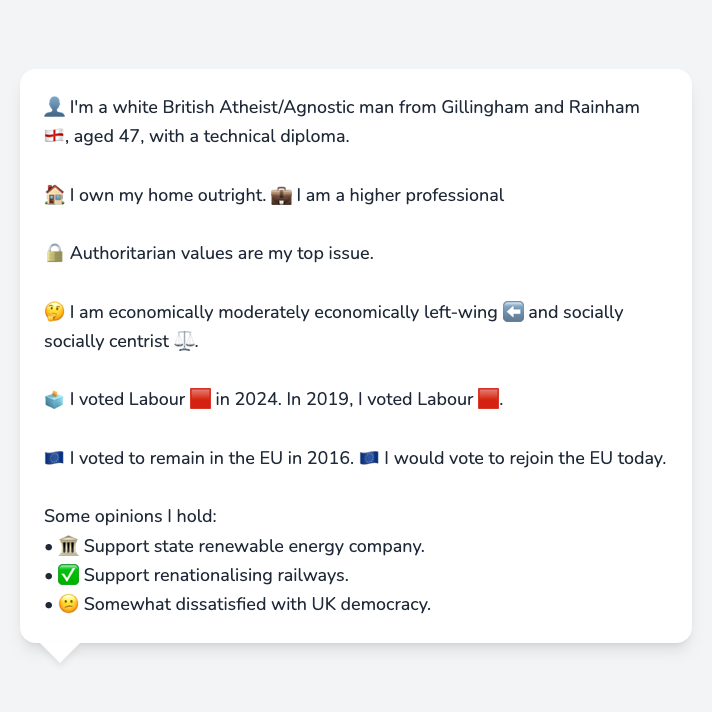 👤 I'm a white British Atheist/Agnostic man from Gillingham and Rainham
🏴󠁧󠁢󠁥󠁮󠁧󠁿, aged 47, with a technical diploma.
🏠 I own my home outright. 💼 I am a higher professional
🔒 Authoritarian values are my top issue.
🤔 I am economically moderately economically left-wing ⬅️ and socially
socially centrist ⚖️.
🗳️ I voted Labour 🟥 in 2024. In 2019, I voted Labour 🟥.
🇪🇺 I voted to remain in the EU in 2016. 🇪🇺 I would vote to rejoin the EU today.
Some opinions I hold:
• 🏛️ Support state renewable energy company.
• ✅ Support renationalising railways.
• 😕 Somewhat dissatisfied with UK democracy.